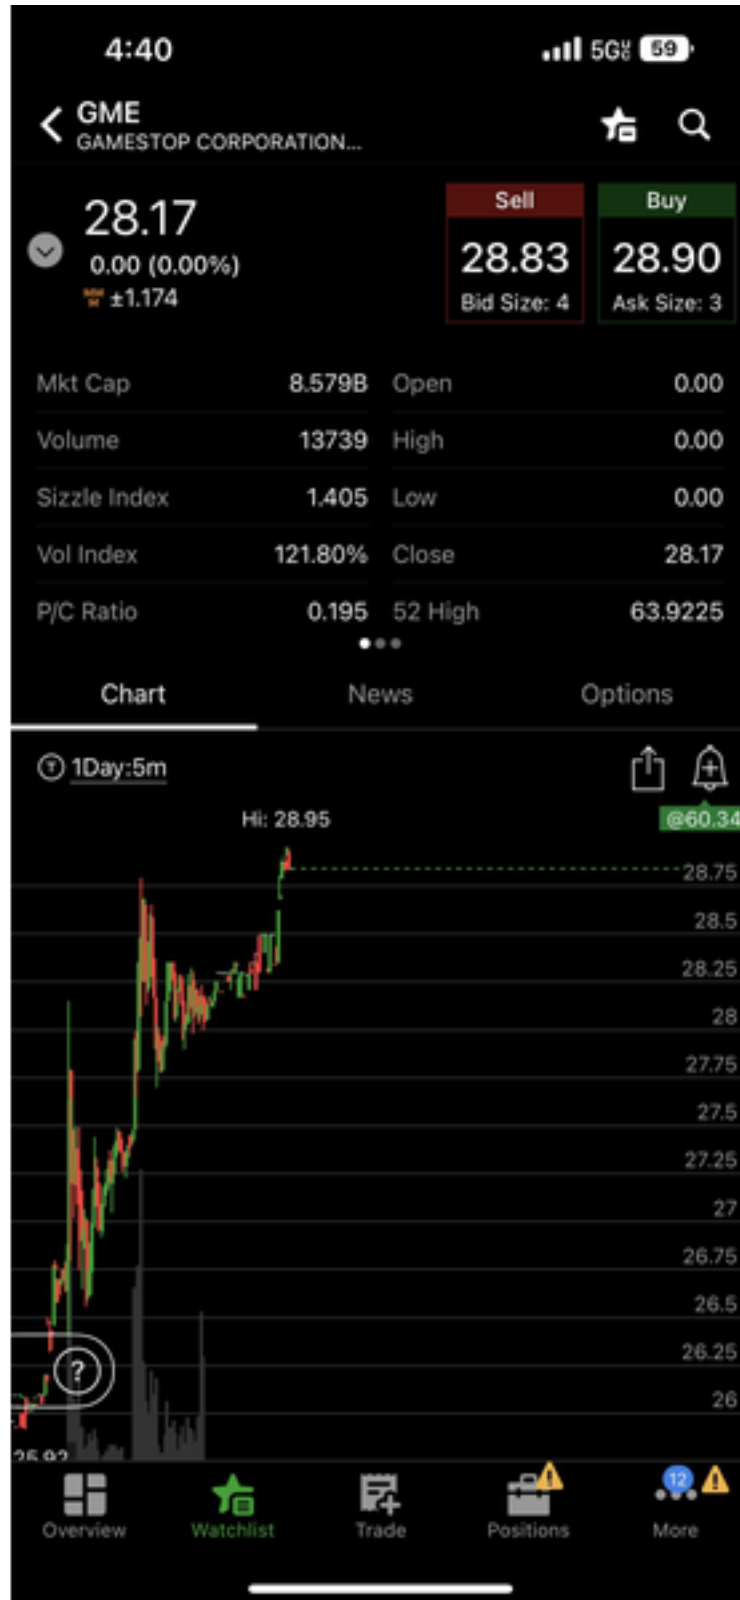 4:40
5G 59
GME
GAMESTOP CORPORATION...
28.17
0.00 (0.00%)
±1.174
Sell
28.83
Bid Size: 4
Buy
28.90
Ask Size: 3
Mkt Cap 8.579B Open 0.00
Volume 13739 High 0.00
Sizzle Index 1.405 Low 0.00
Vol Index 121.80% Close 28.17
P/C Ratio 0.195 52 High 63.9225
Chart News Options
1Day:5m
Hi: 28.95
@60.34
28.75
28.5
28.25
28
27.75
27.5
27.25
27
26.75
26.5
26.25
26
?
25.92
12
Overview Watchlist Trade Positions More